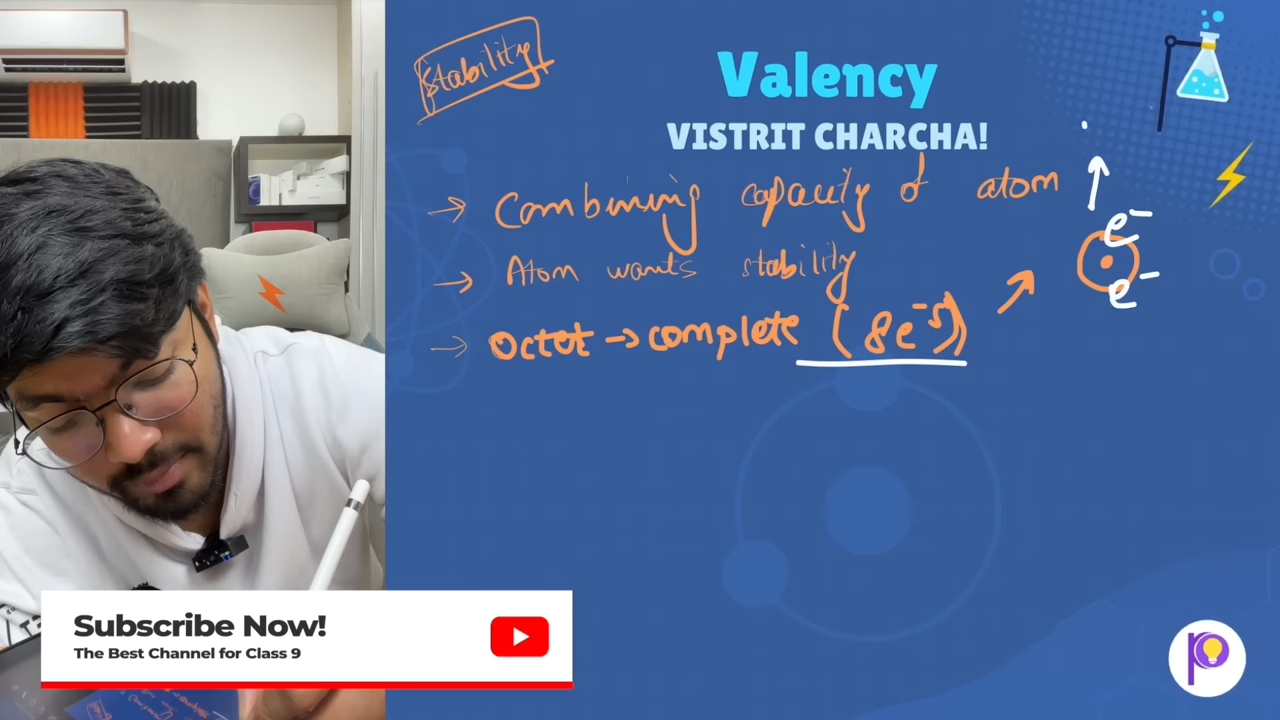 stability
Valency
VISTRIT CHARCHA!
→ Combining capacity of atom
→ Atom wants stability
→ Octet → complete (8e⁻s)
e⁻
e⁻
Subscribe Now!
The Best Channel for Class 9